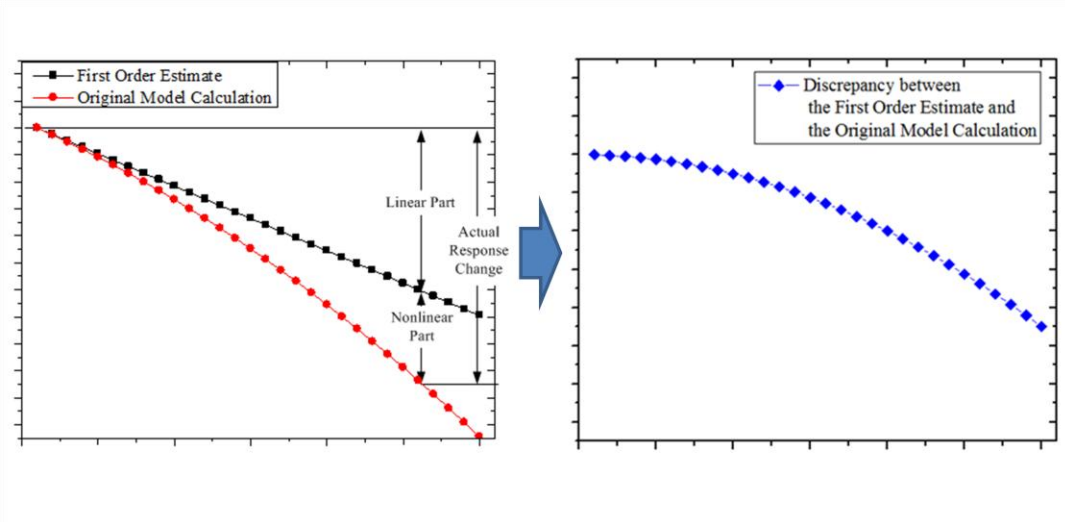 First Order Estimate
Original Model Calculation
Linear Part
Actual
Response
Change
Nonlinear
Part
Discrepancy between
the First Order Estimate and
the Original Model Calculation